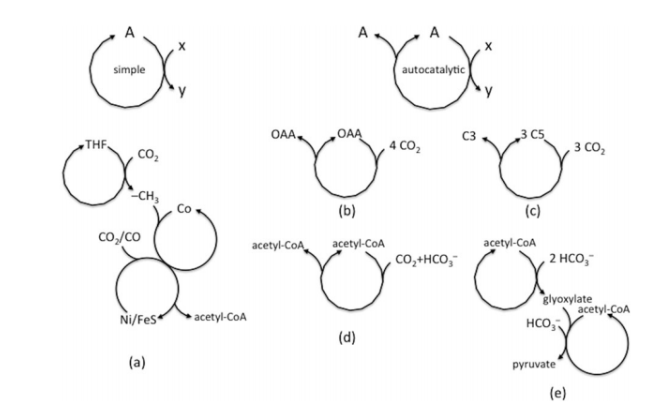 A
x
simple
y
A
A
x
autocatalytic
y
THF
CO₂
–CH₃
Co
CO₂/CO
Ni/FeS
acetyl-CoA
(a)
OAA
OAA
4 CO₂
(b)
C3
3 C5
3 CO₂
(c)
acetyl-CoA
acetyl-CoA
CO₂+HCO₃⁻
(d)
acetyl-CoA
2 HCO₃⁻
glyoxylate
acetyl-CoA
HCO₃⁻
pyruvate
(e)